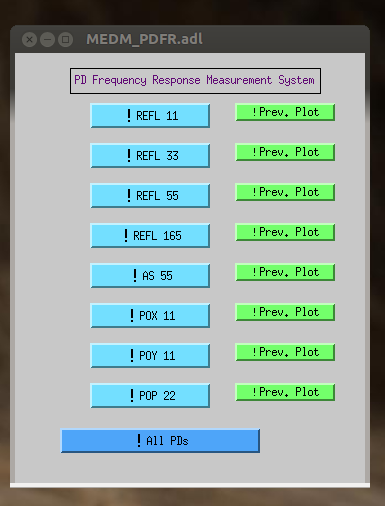 MEDM_PDFR.adl
PD Frequency Response Measurement System
! REFL 11 !Prev. Plot
! REFL 33 !Prev. Plot
! REFL 55 !Prev. Plot
! REFL 165 !Prev. Plot
! AS 55 !Prev. Plot
! POX 11 !Prev. Plot
! POY 11 !Prev. Plot
! POP 22 !Prev. Plot
! All PDs